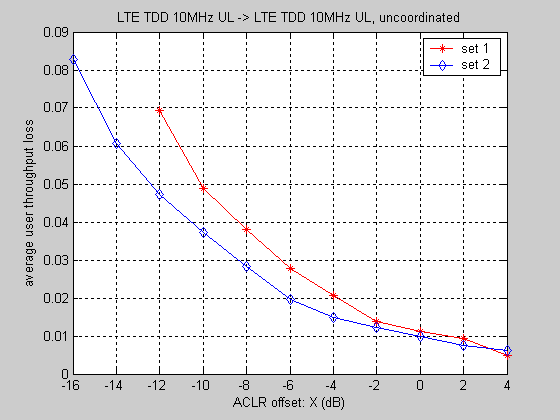 LTE TDD 10MHz UL -> LTE TDD 10MHz UL, uncoordinated
set 1
set 2
average user throughput loss
0.09
0.08
0.07
0.06
0.05
0.04
0.03
0.02
0.01
0
-16 -14 -12 -10 -8 -6 -4 -2 0 2 4
ACLR offset: X (dB)